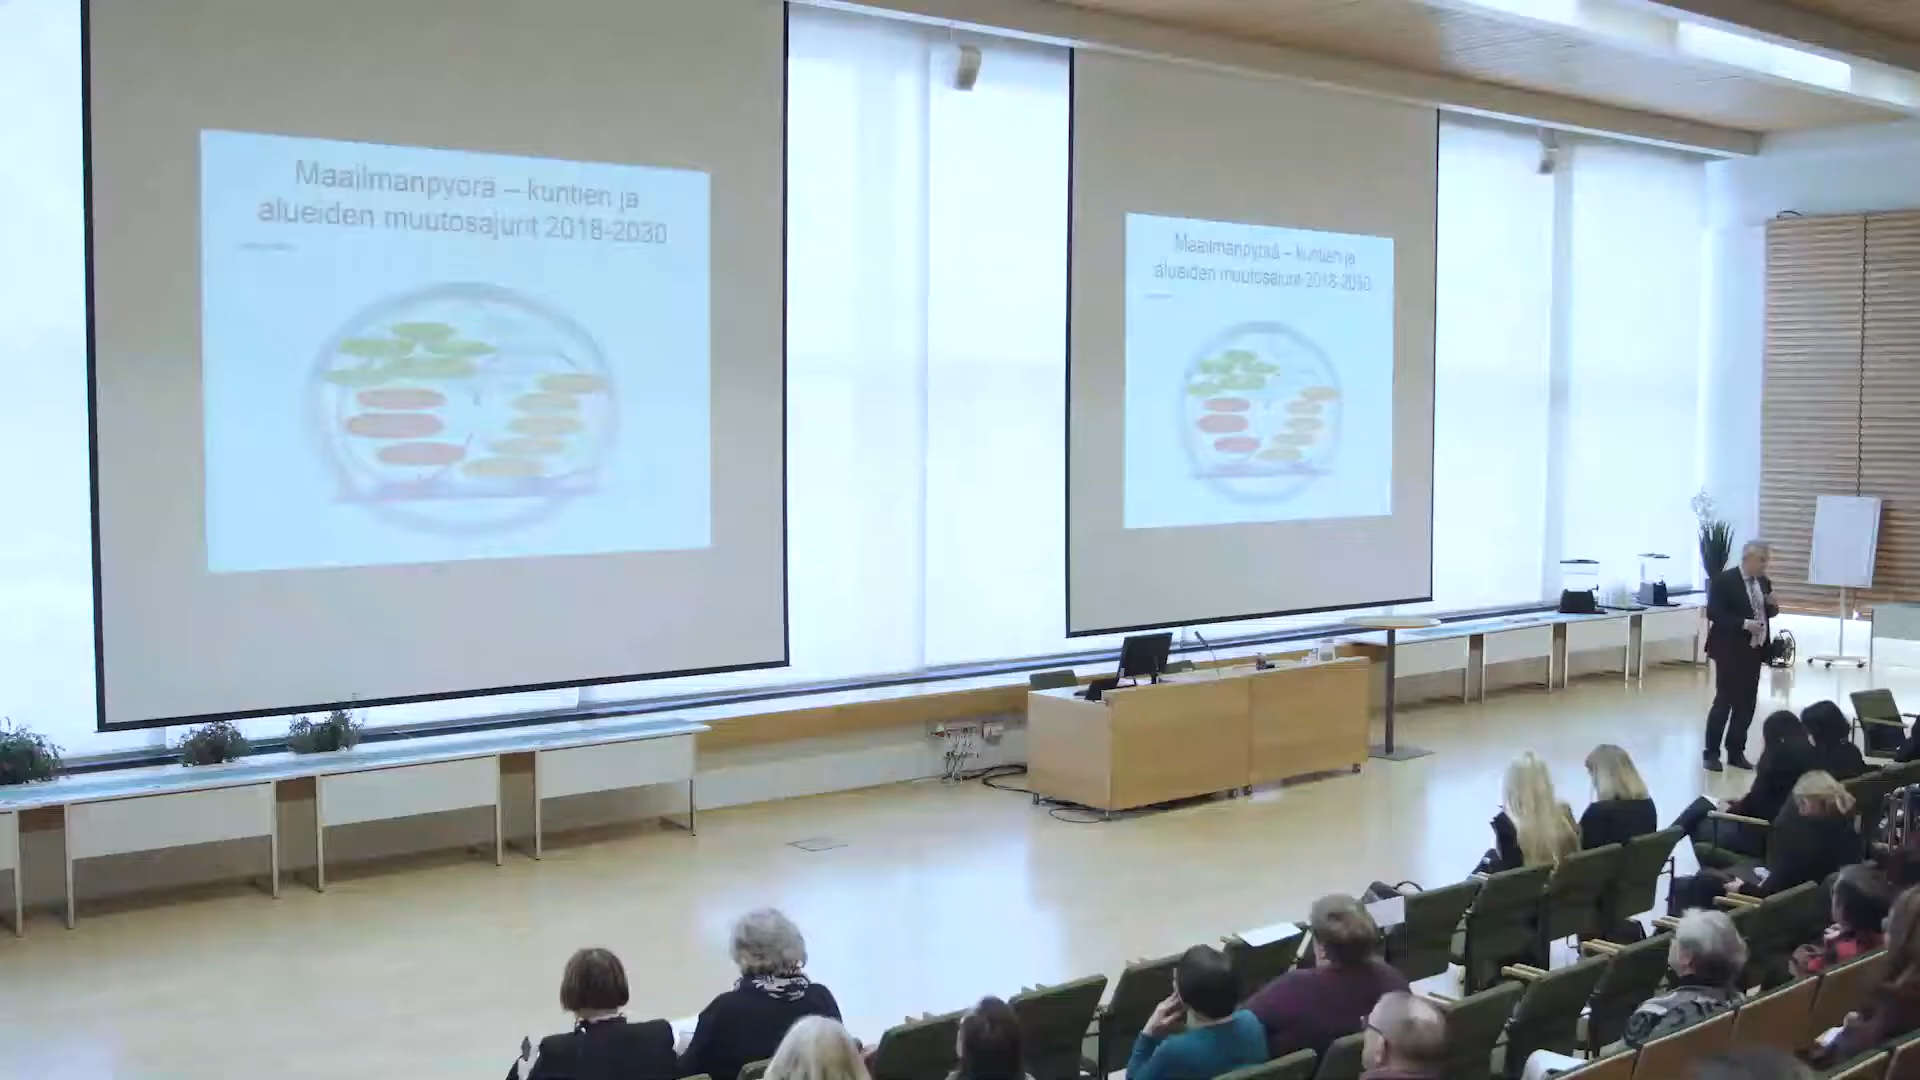 Maailmanpyörä – kuntien ja
alueiden muutosajurit 2018-2030
Maailmanpyörä – kuntien ja
alueiden muutosajurit 2018-2030